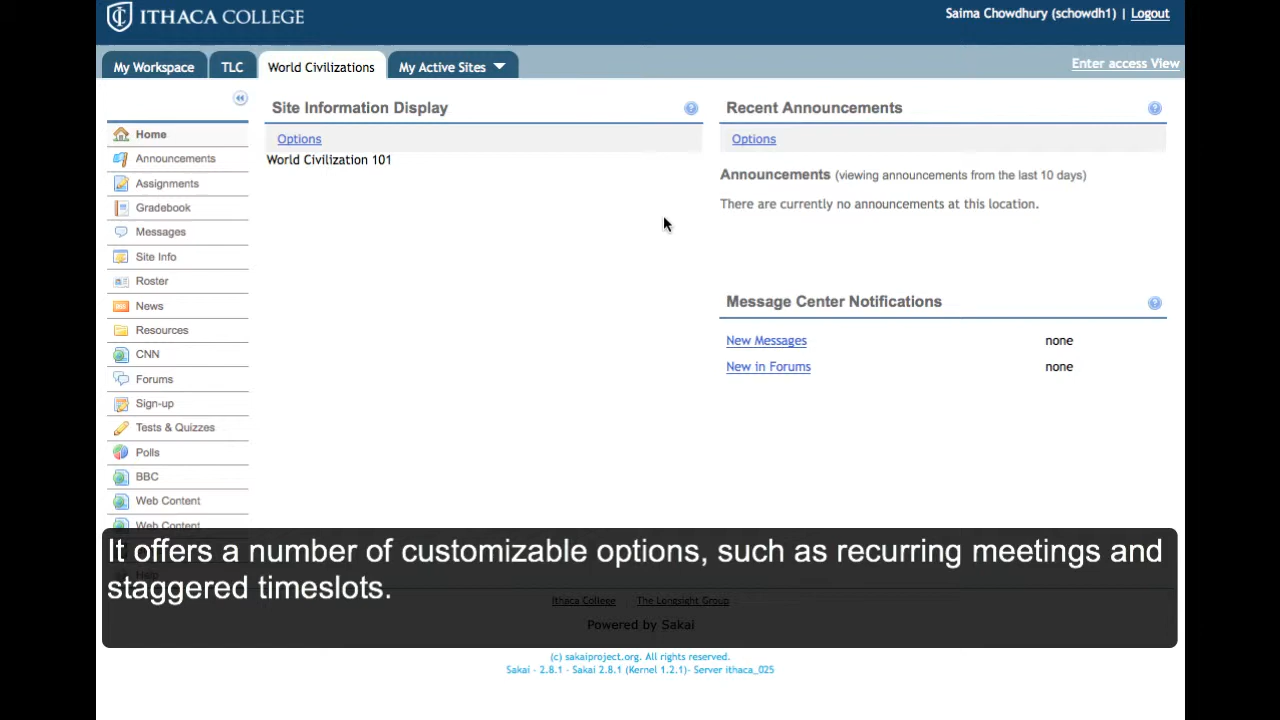 ITHACA COLLEGE
Saima Chowdhury (schowdh1) | Logout
My Workspace
TLC
World Civilizations
My Active Sites
Enter access View
Home
Announcements
Assignments
Gradebook
Messages
Site Info
Roster
News
Resources
CNN
Forums
Sign-up
Tests & Quizzes
Polls
BBC
Web Content
Web Content
Site Information Display
Options
World Civilization 101
Recent Announcements
Options
Announcements (viewing announcements from the last 10 days)
There are currently no announcements at this location.
Message Center Notifications
New Messages none
New in Forums none
It offers a number of customizable options, such as recurring meetings and
staggered timeslots.
Ithaca College
The Longsight Group
Powered by Sakai
(c) sakaiproject.org. All rights reserved.
Sakai - 2.8.1 - Sakai 2.8.1 (Kernel 1.2.1)- Server ithaca_025